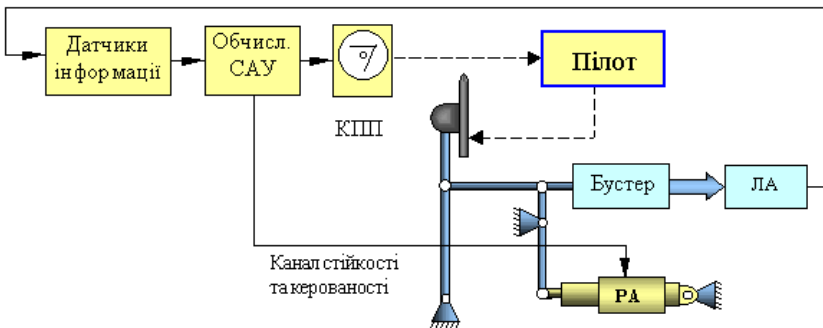 Датчики
інформації
Обчисл.
САУ
КПП
Пілот
Бустер
ЛА
Канал стійкості
та керованості
РА